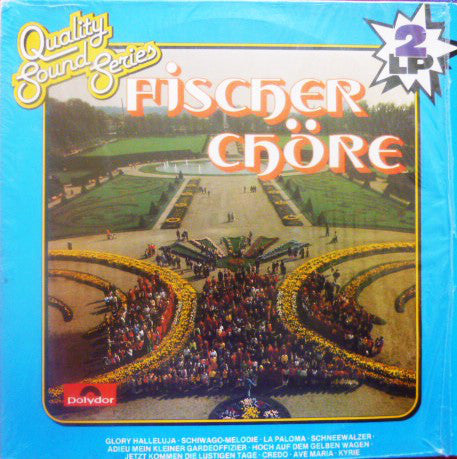 Quality
Sound
Series
2
LP
FISCHER
CHÖRE
Polydor
GLORY HALLELUJA · SCHIWAGO-MELODIE · LA PALOMA · SCHNEEWALZER ·
ADIEU MEIN KLEINER GARDEOFFIZIER · HOCH AUF DEM GELBEN WAGEN ·
JETZT KOMMEN DIE LUSTIGEN TAGE · CREDO · AVE MARIA · KYRIE